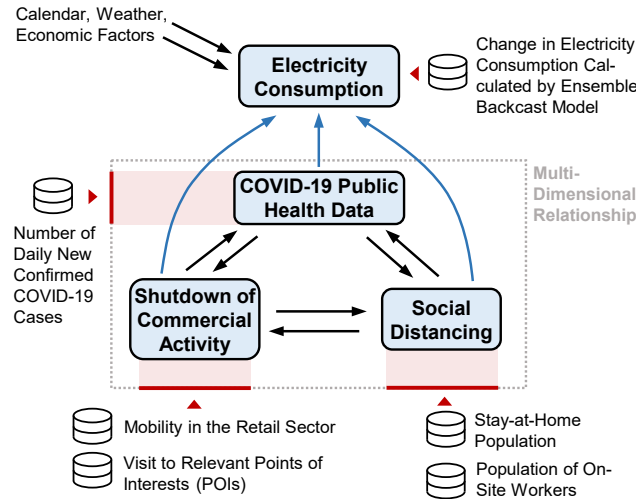 Calendar, Weather,
Economic Factors
Electricity
Consumption
Change in Electricity
Consumption Cal-
culated by Ensemble
Backcast Model
Multi-
Dimensional
Relationship
COVID-19 Public
Health Data
Number of
Daily New
Confirmed
COVID-19
Cases
Shutdown of
Commercial
Activity
Social
Distancing
Mobility in the Retail Sector
Visit to Relevant Points of
Interests (POIs)
Stay-at-Home
Population
Population of On-
Site Workers